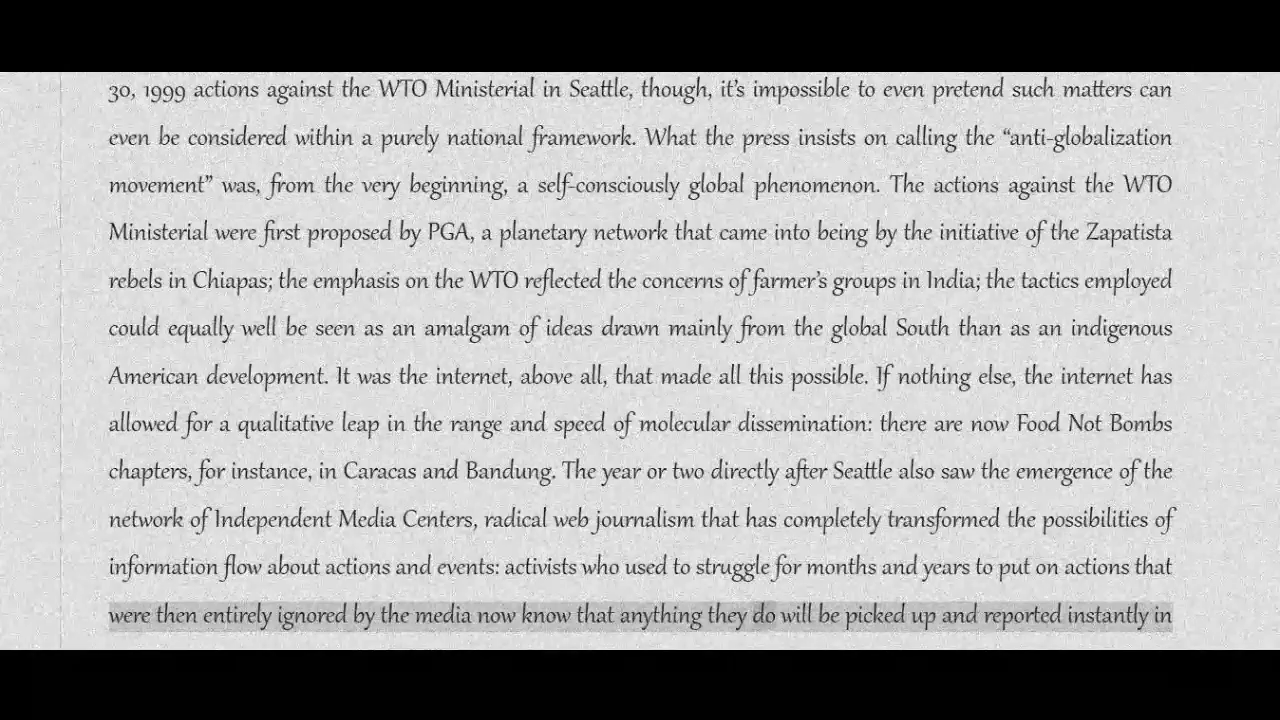 30, 1999 actions against the WTO Ministerial in Seattle, though, it’s impossible to even pretend such matters can
even be considered within a purely national framework. What the press insists on calling the “anti-globalization
movement” was, from the very beginning, a self-consciously global phenomenon. The actions against the WTO
Ministerial were first proposed by PGA, a planetary network that came into being by the initiative of the Zapatista
rebels in Chiapas; the emphasis on the WTO reflected the concerns of farmer’s groups in India; the tactics employed
could equally well be seen as an amalgam of ideas drawn mainly from the global South than as an indigenous
American development. It was the internet, above all, that made all this possible. If nothing else, the internet has
allowed for a qualitative leap in the range and speed of molecular dissemination: there are now Food Not Bombs
chapters, for instance, in Caracas and Bandung. The year or two directly after Seattle also saw the emergence of the
network of Independent Media Centers, radical web journalism that has completely transformed the possibilities of
information flow about actions and events: activists who used to struggle for months and years to put on actions that
were then entirely ignored by the media now know that anything they do will be picked up and reported instantly in